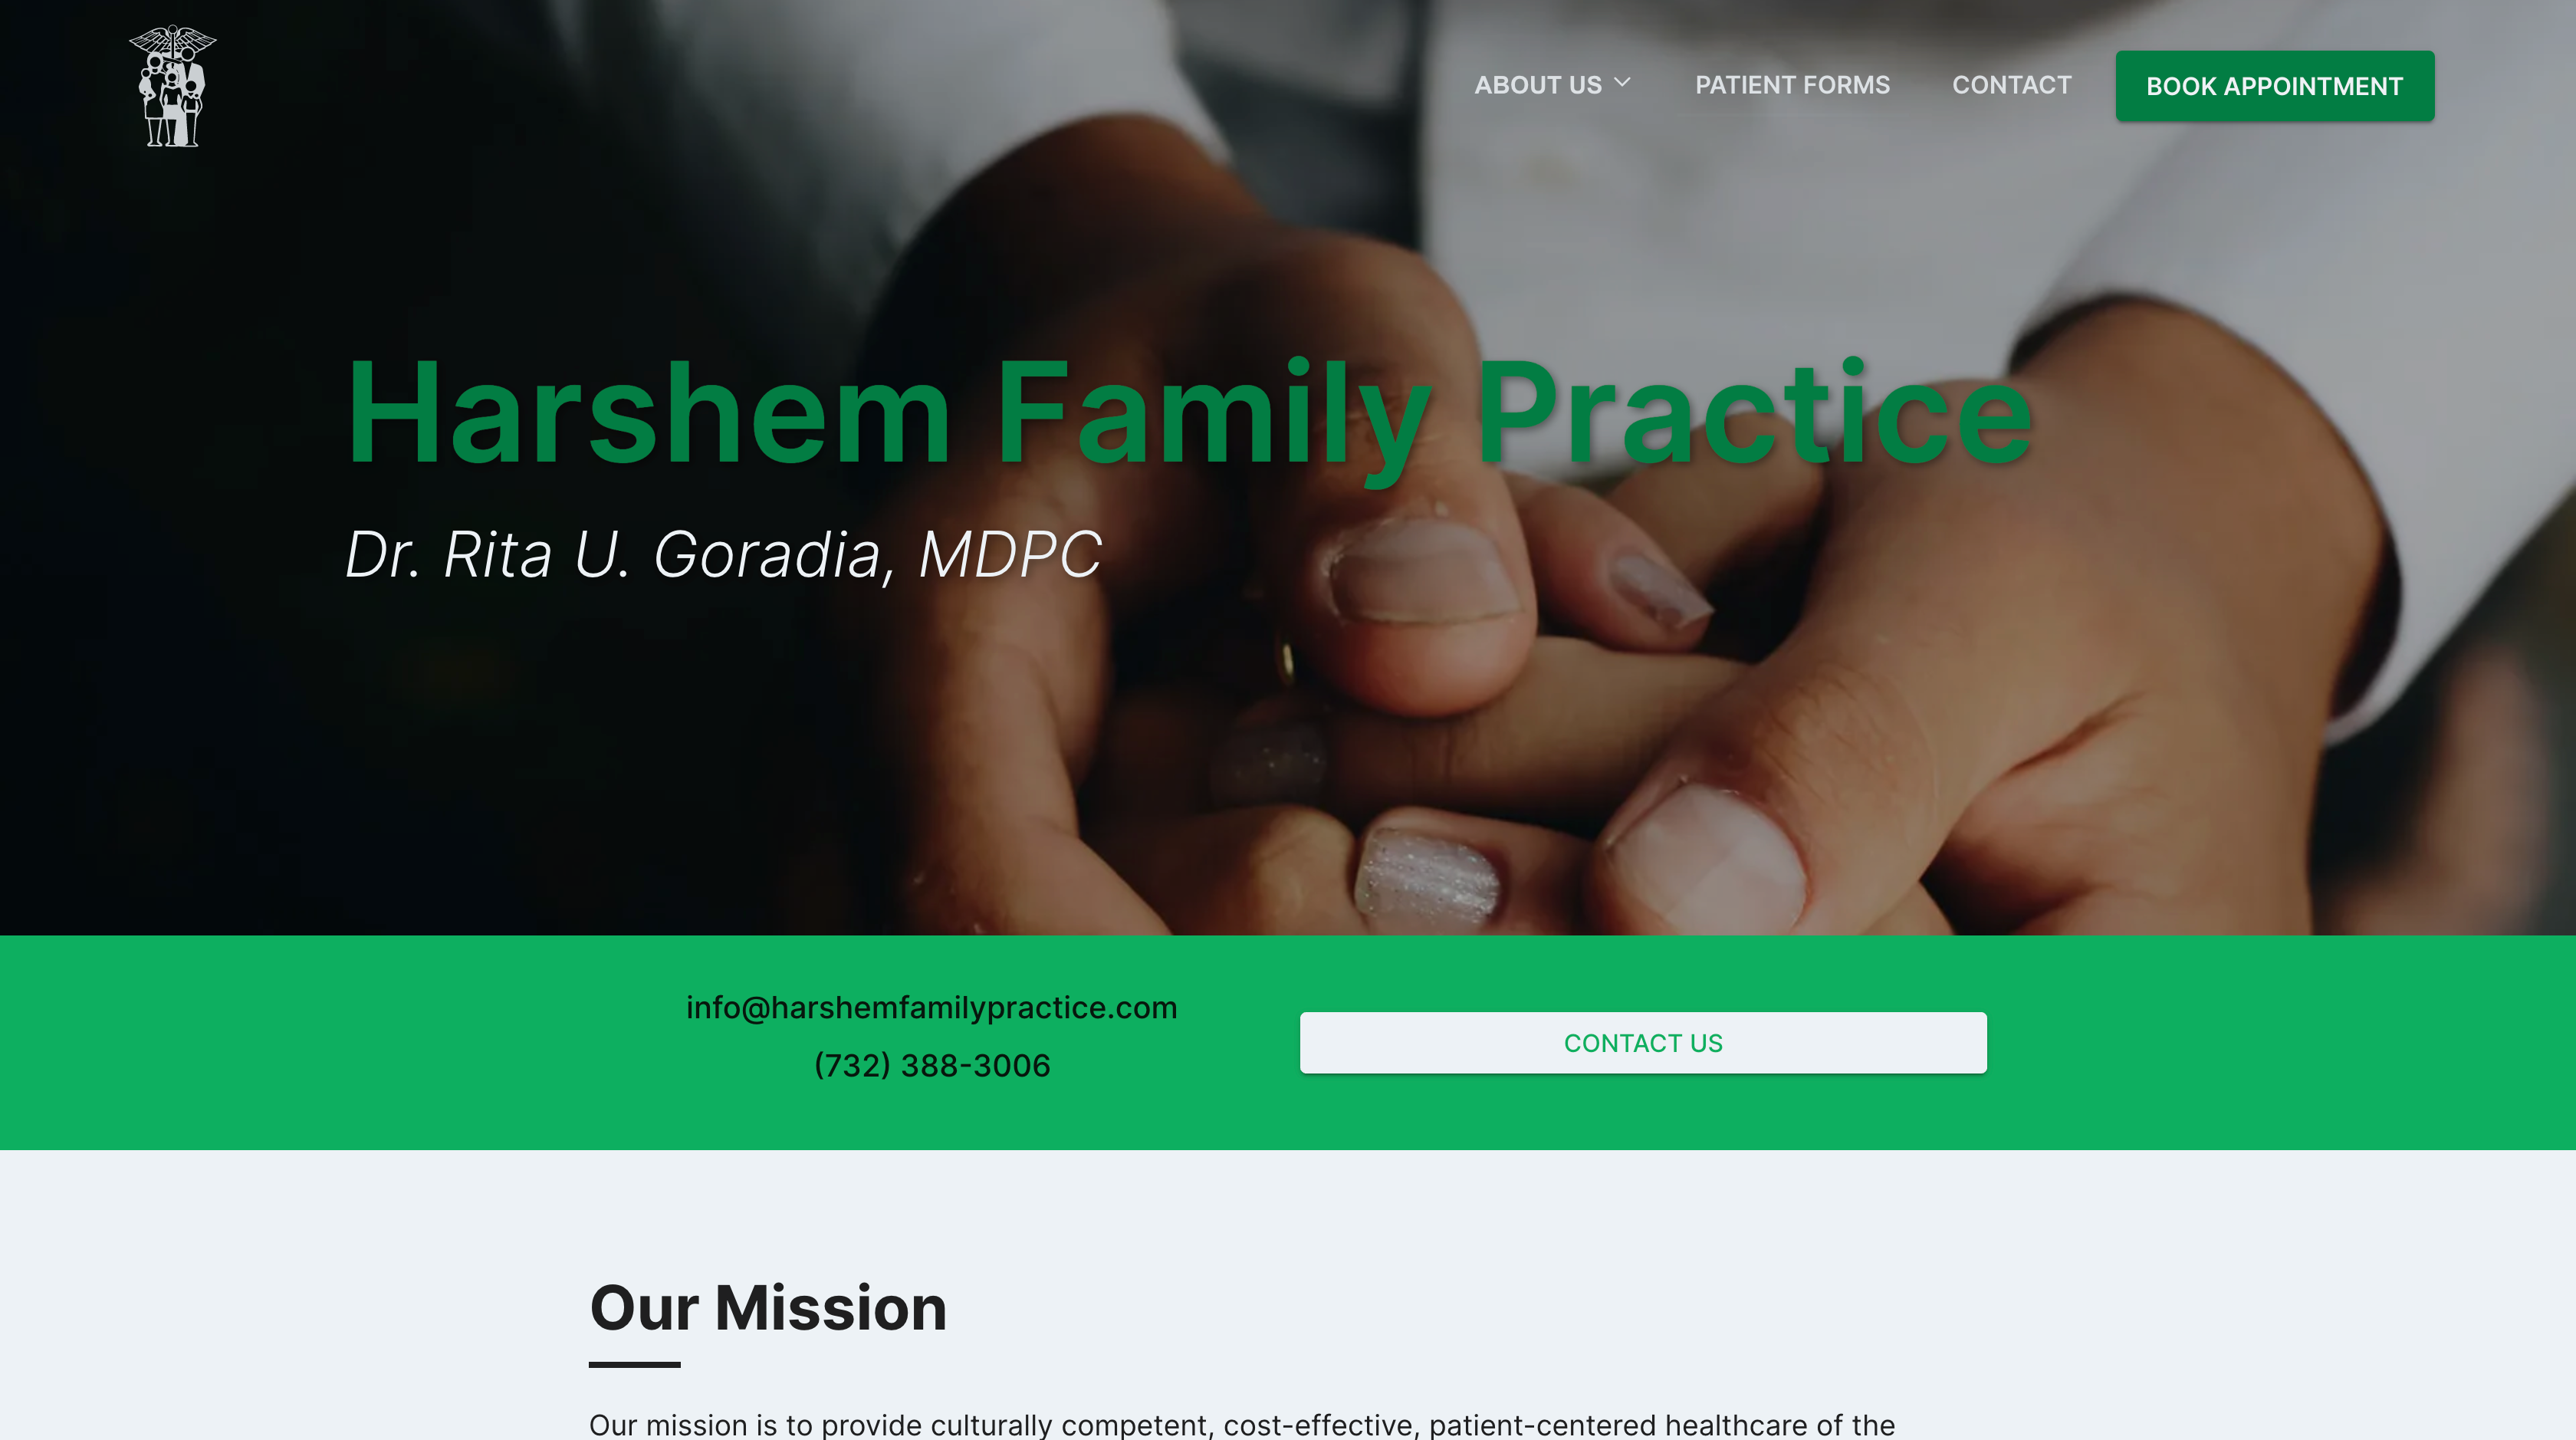 ABOUT US
PATIENT FORMS
CONTACT
BOOK APPOINTMENT
Harshem Family Practice
Dr. Rita U. Goradia, MDPC
info@harshemfamilypractice.com
(732) 388-3006
CONTACT US
Our Mission
Our mission is to provide culturally competent, cost-effective, patient-centered healthcare of the